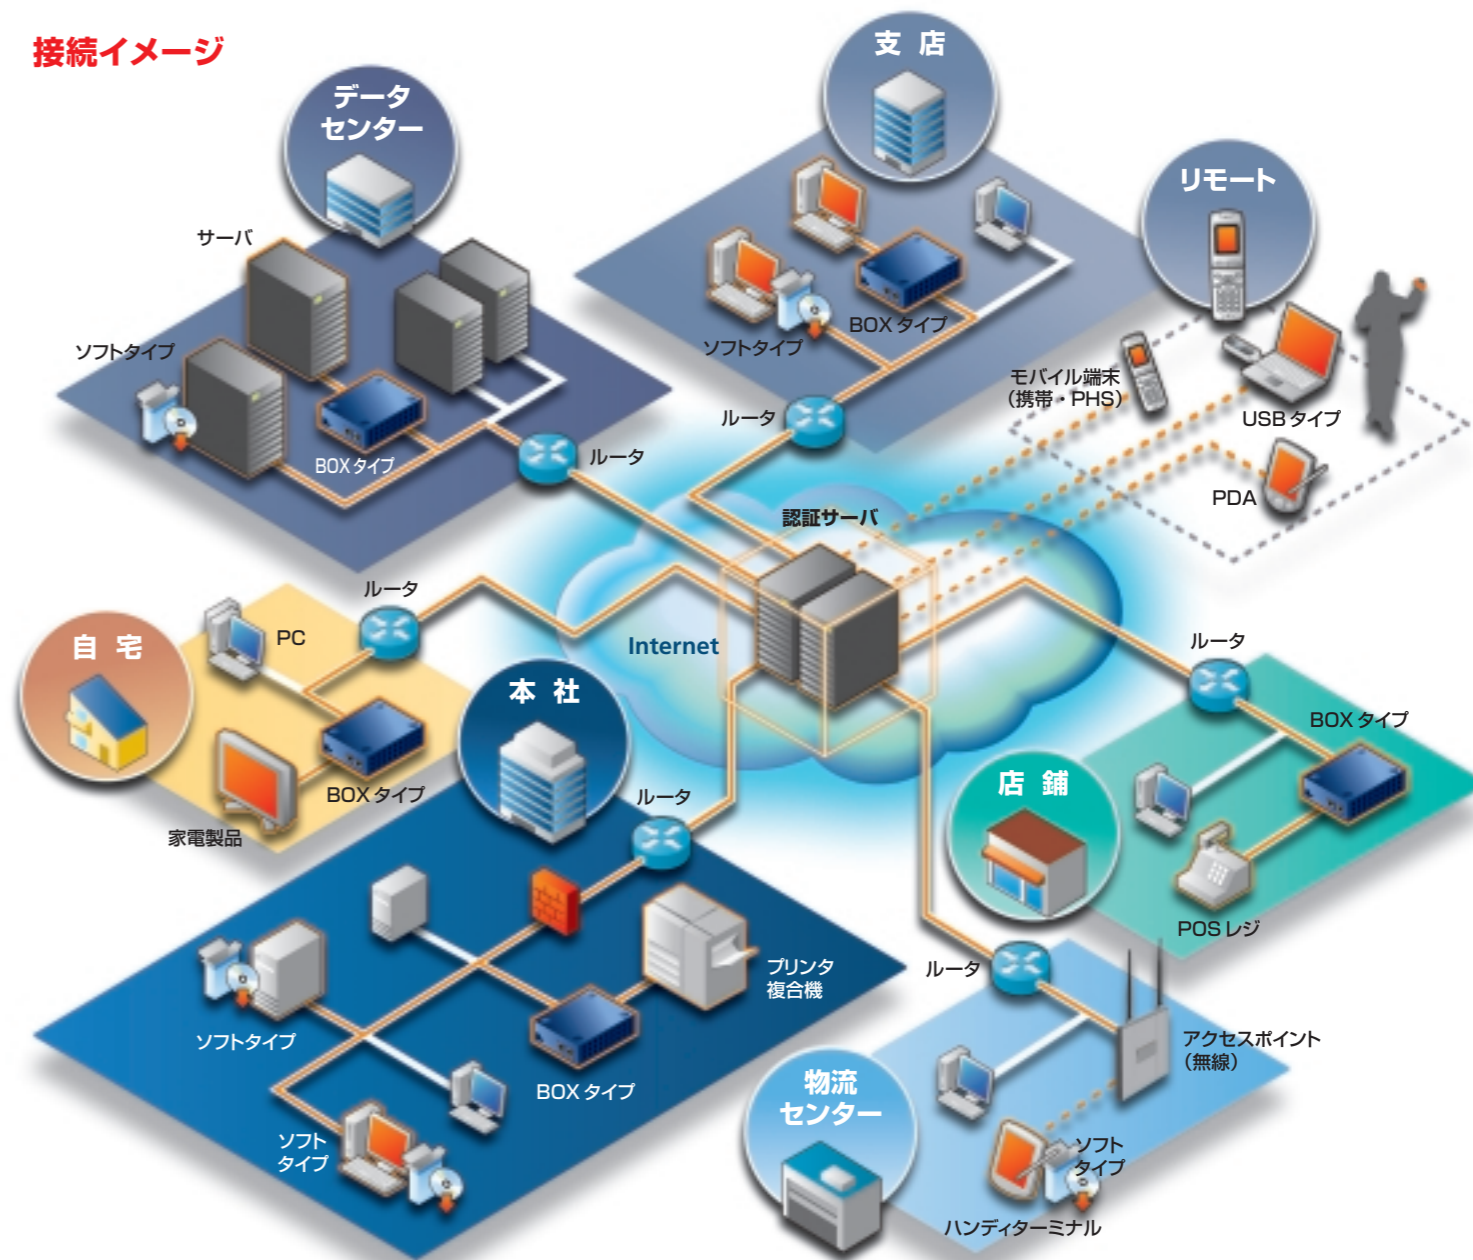 接続イメージ
データ
センター
サーバ
ソフトタイプ
BOXタイプ
ルータ
支 店
ソフトタイプ
BOXタイプ
ルータ
リモート
モバイル端末
(携帯・PHS)
USBタイプ
PDA
認証サーバ
Internet
自 宅
PC
ルータ
BOXタイプ
家電製品
本 社
ルータ
プリンタ
複合機
ソフトタイプ
BOXタイプ
ソフト
タイプ
店 舗
ルータ
BOXタイプ
POSレジ
物流
センター
ルータ
アクセスポイント
(無線)
ソフト
タイプ
ハンディターミナル